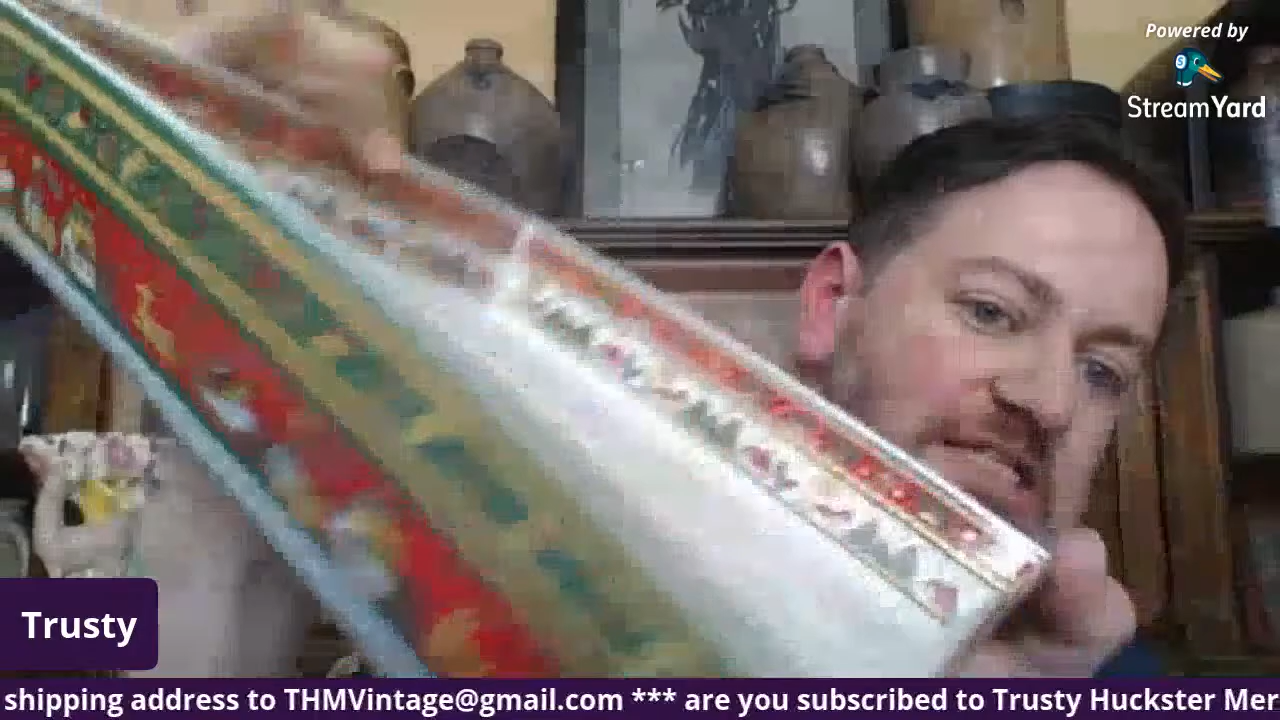 Powered by
StreamYard
Trusty
shipping address to THMVintage@gmail.com *** are you subscribed to Trusty Huckster Mer